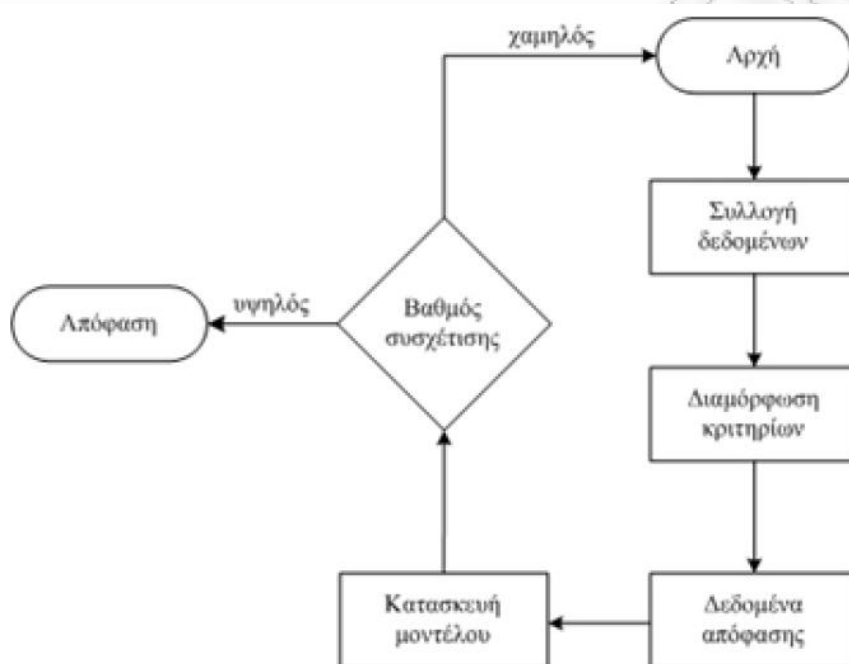 χαμηλός
Αρχή
Συλλογή
δεδομένων
υψηλός
Απόφαση
Βαθμός
συσχέτισης
Διαμόρφωση
κριτηρίων
Κατασκευή
μοντέλου
Δεδομένα
απόφασης